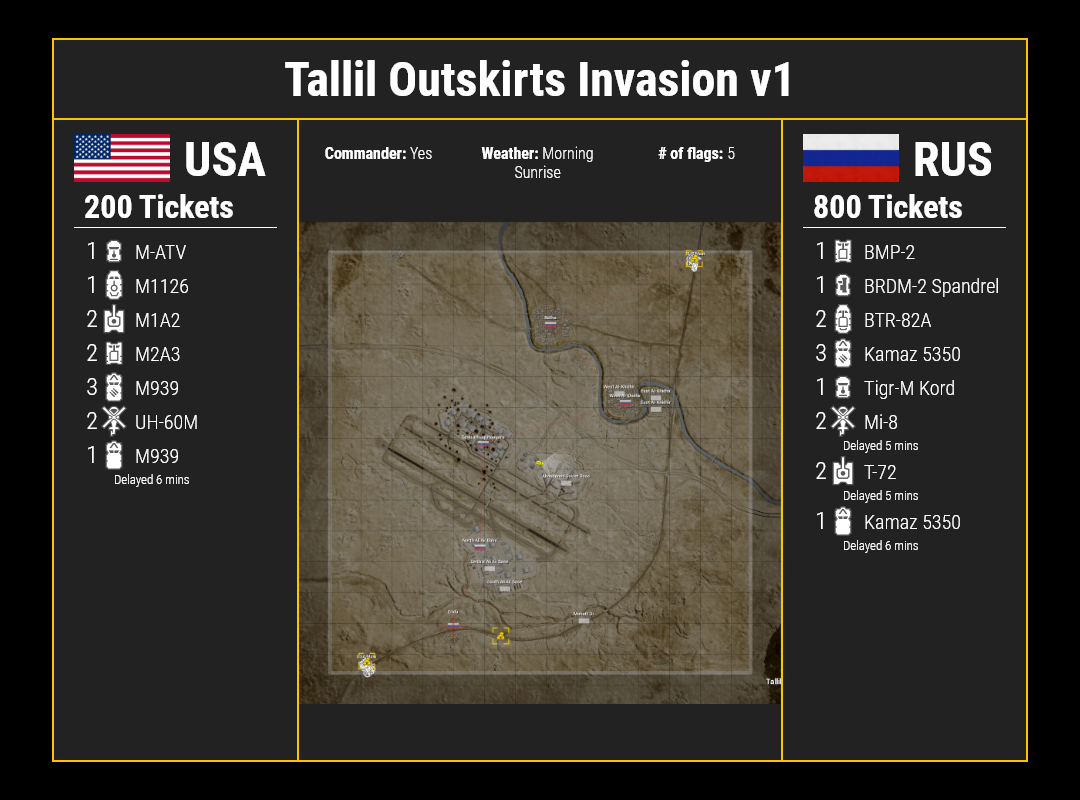 Tallil Outskirts Invasion v1
USA
200 Tickets
1 M-ATV
1 M1126
2 M1A2
2 M2A3
3 M939
2 UH-60M
1 M939
Delayed 6 mins
Commander: Yes
Weather: Morning
Sunrise
# of flags: 5
Tallil
RUS
800 Tickets
1 BMP-2
1 BRDM-2 Spandrel
2 BTR-82A
3 Kamaz 5350
1 Tigr-M Kord
2 Mi-8
Delayed 5 mins
2 T-72
Delayed 5 mins
1 Kamaz 5350
Delayed 6 mins